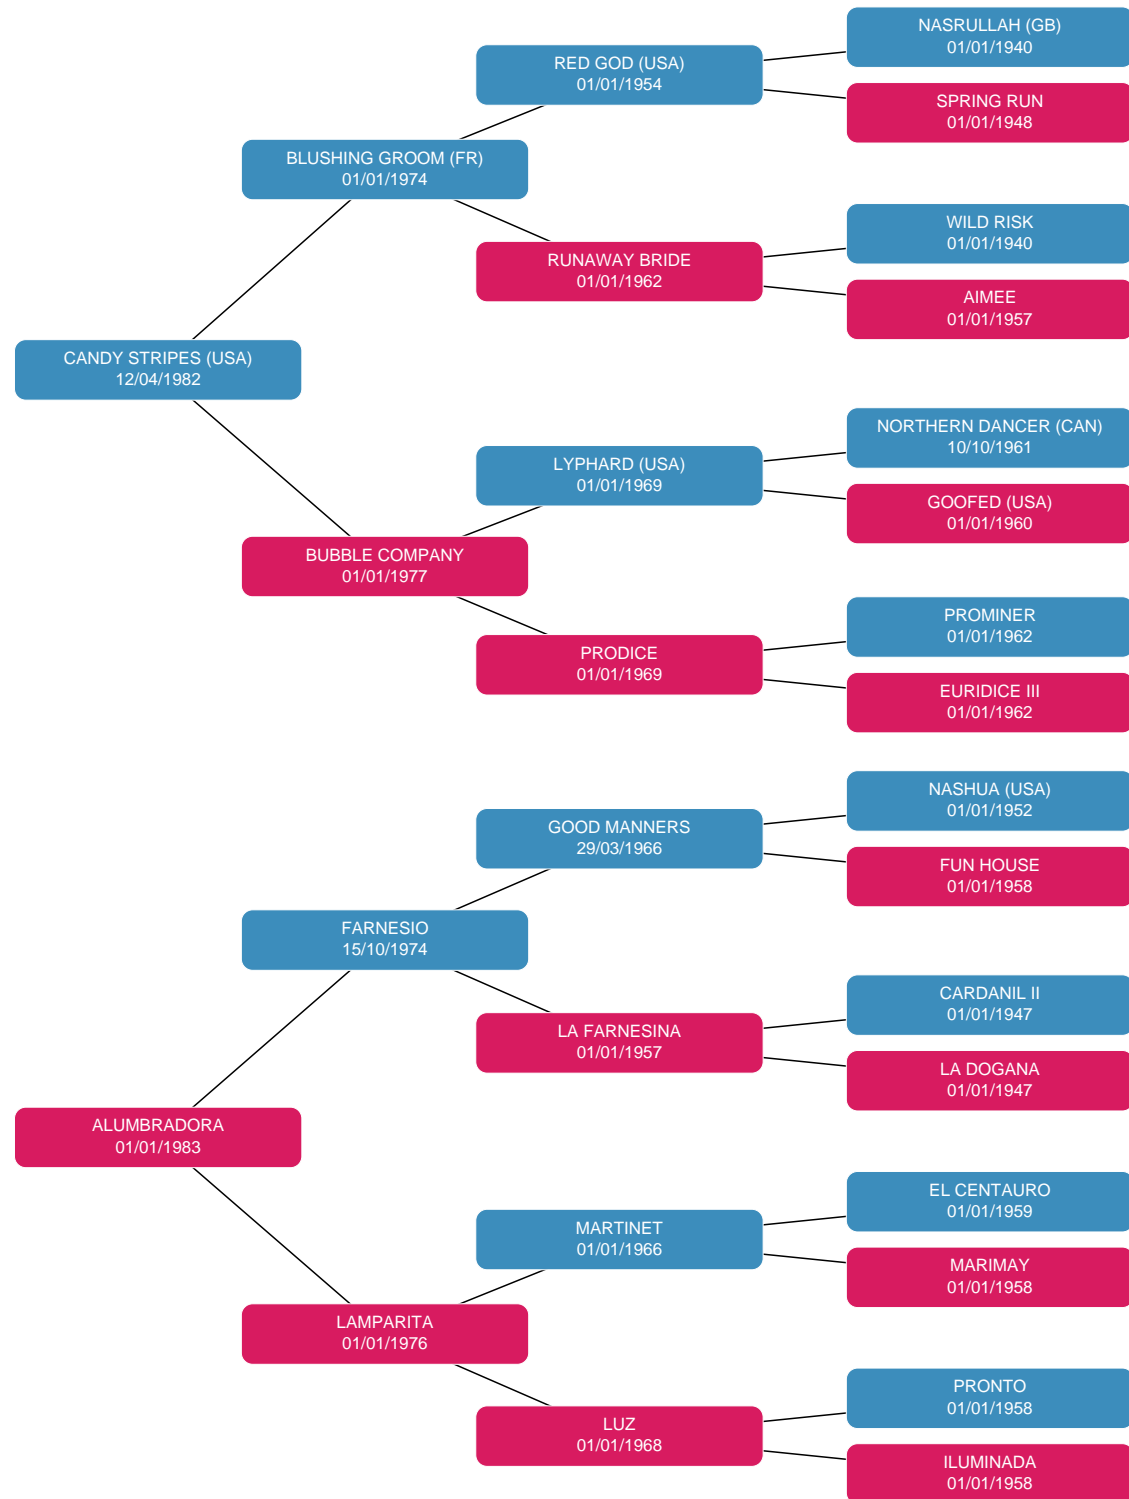 NASRULLAH (GB)
01/01/1940
RED GOD (USA)
01/01/1954
SPRING RUN
01/01/1948
BLUSHING GROOM (FR)
01/01/1974
WILD RISK
01/01/1940
RUNAWAY BRIDE
01/01/1962
AIMEE
01/01/1957
CANDY STRIPES (USA)
12/04/1982
NORTHERN DANCER (CAN)
10/10/1961
LYPHARD (USA)
01/01/1969
GOOFED (USA)
01/01/1960
BUBBLE COMPANY
01/01/1977
PROMINER
01/01/1962
PRODICE
01/01/1969
EURIDICE III
01/01/1962
NASHUA (USA)
01/01/1952
GOOD MANNERS
29/03/1966
FUN HOUSE
01/01/1958
FARNESIO
15/10/1974
CARDANIL II
01/01/1947
LA FARNESINA
01/01/1957
LA DOGANA
01/01/1947
ALUMBRADORA
01/01/1983
EL CENTAURO
01/01/1959
MARTINET
01/01/1966
MARIMAY
01/01/1958
LAMPARITA
01/01/1976
PRONTO
01/01/1958
LUZ
01/01/1968
ILUMINADA
01/01/1958